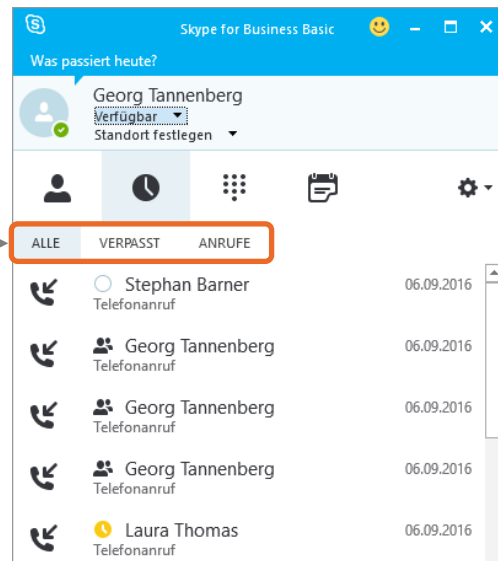 Skype for Business Basic
Was passiert heute?
Georg Tannenberg
Verfügbar
Standort festlegen
ALLE VERPASST ANRUFE
Stephan Barner 06.09.2016
Telefonanruf
Georg Tannenberg 06.09.2016
Telefonanruf
Georg Tannenberg 06.09.2016
Telefonanruf
Georg Tannenberg 06.09.2016
Telefonanruf
Laura Thomas 06.09.2016
Telefonanruf